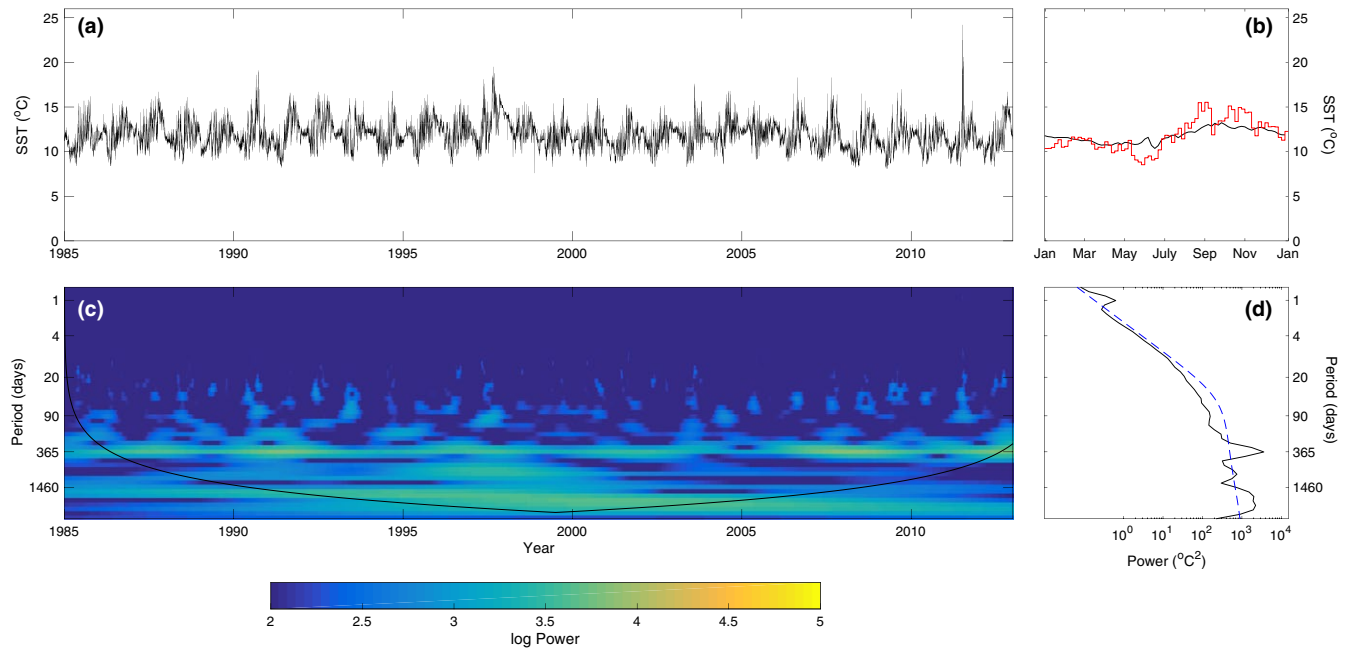 (a)
SST (°C)
25
20
15
10
5
0
1985
1990
1995
2000
2005
2010
(b)
25
20
15
10
5
0
SST (°C)
Jan
Mar
May
July
Sep
Nov
Jan
(c)
Period (days)
1
4
20
90
365
1460
1985
1990
1995
2000
2005
2010
Year
(d)
1
4
20
90
365
1460
Period (days)
10⁰
10¹
10²
10³
10⁴
Power (°C²)
2
2.5
3
3.5
4
4.5
5
log Power